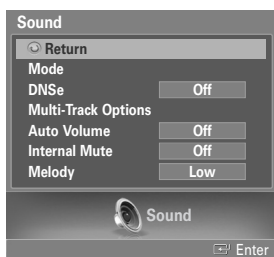 Sound
Return
Mode
DNSe Off
Multi-Track Options
Auto Volume Off
Internal Mute Off
Melody Low
Sound
Enter